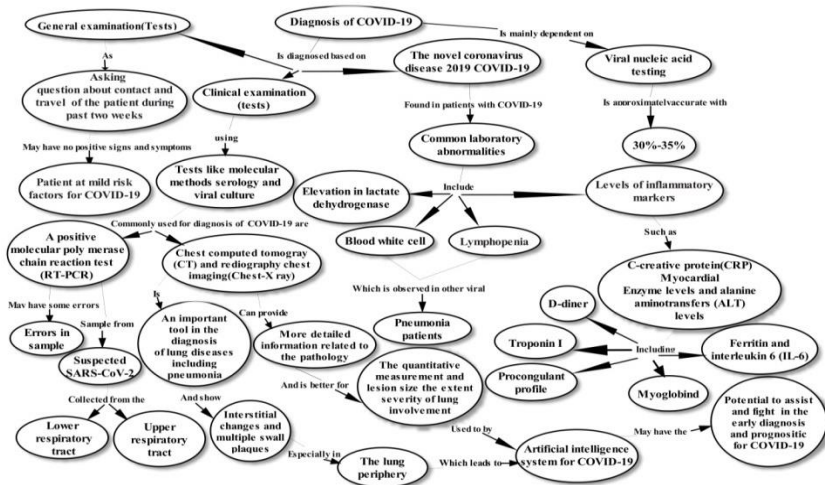 Diagnosis of COVID-19
General examination(Tests)
Is diagnosed based on
Is mainly dependent on
The novel coronavirus
disease 2019 COVID-19
Viral nucleic acid
testing
As
Asking
question about contact and
travel of the patient during
past two weeks
Clinical examination
(tests)
Found in patients with COVID-19
Is approximatelyaccurate with
Common laboratory
abnormalities
30%-35%
May have no positive signs and symptoms
using
Patient at mild risk
factors for COVID-19
Tests like molecular
methods serology and
viral culture
Elevation in lactate
dehydrogenase
Include
Levels of inflammatory
markers
Blood white cell
Lymphopenia
Such as
Commonly used for diagnosis of COVID-19 are
A positive
molecular poly merase
chain reaction test
(RT-PCR)
Chest computed tomogray
(CT) and rediography chest
imaging(Chest-X ray)
C-creative protein(CRP)
Myocardial
Enzyme levels and alanine
aminotransfers (ALT)
levels
Which is observed in other viral
May have some errors
Sample from
Is
Can provide
Errors in
sample
Suspected
SARS-CoV-2
An important
tool in the
diagnosis
of lung diseases
including
pneumonia
More detailed
information related to
the pathology
Pneumonia
patients
D-diner
Troponin I
Including
Ferritin and
interleukin 6 (IL-6)
Procongulant
profile
Myoglobind
And is better for
The quantitative
measurement and
lesion size the extent
severity of lung
involvement
Collected from the
And show
Lower
respiratory
tract
Upper
respiratory
tract
Interstitial
changes and
multiple swall
plaques
Especially in
The lung
periphery
Which leads to
Used to by
Artificial intelligence
system for COVID-19
May have the
Potential to assist
and fight in the
early diagnosis
and prognositic
for COVID-19